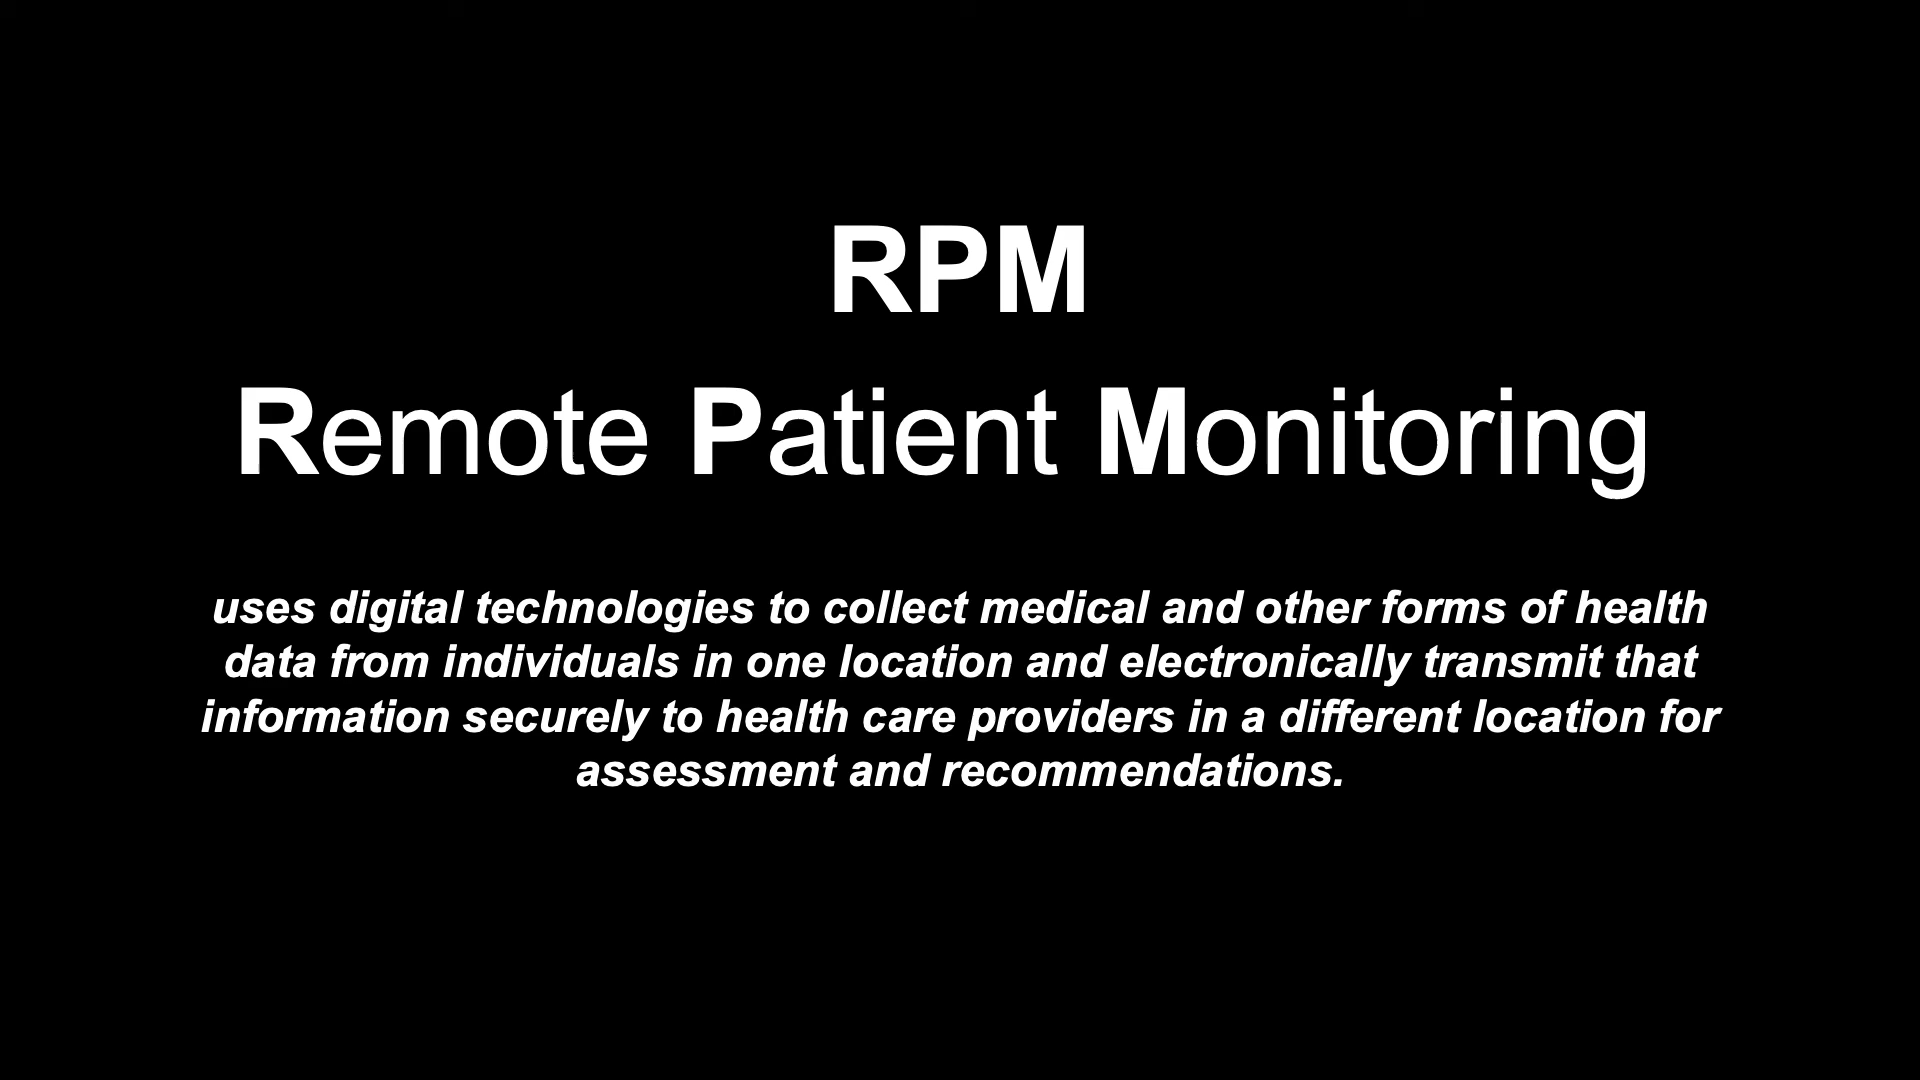 RPM
Remote Patient Monitoring
uses digital technologies to collect medical and other forms of health
data from individuals in one location and electronically transmit that
information securely to health care providers in a different location for
assessment and recommendations.